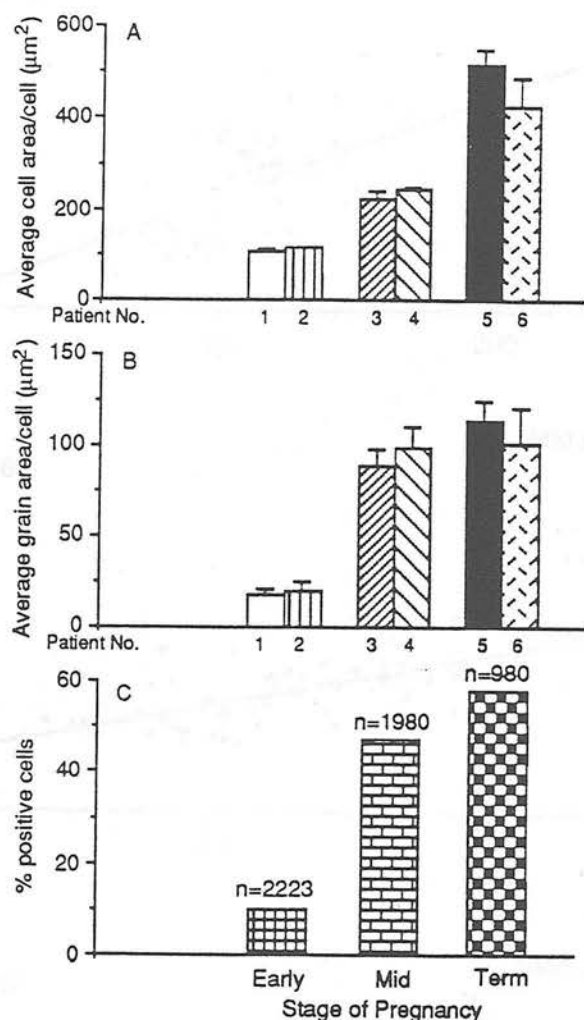 A
Average cell area/cell (μm²)
600
400
200
0
Patient No. 1 2 3 4 5 6
B
Average grain area/cell (μm²)
150
100
50
0
Patient No. 1 2 3 4 5 6
C
% positive cells
60
40
20
0
n=2223
n=1980
n=980
Early Mid Term
Stage of Pregnancy